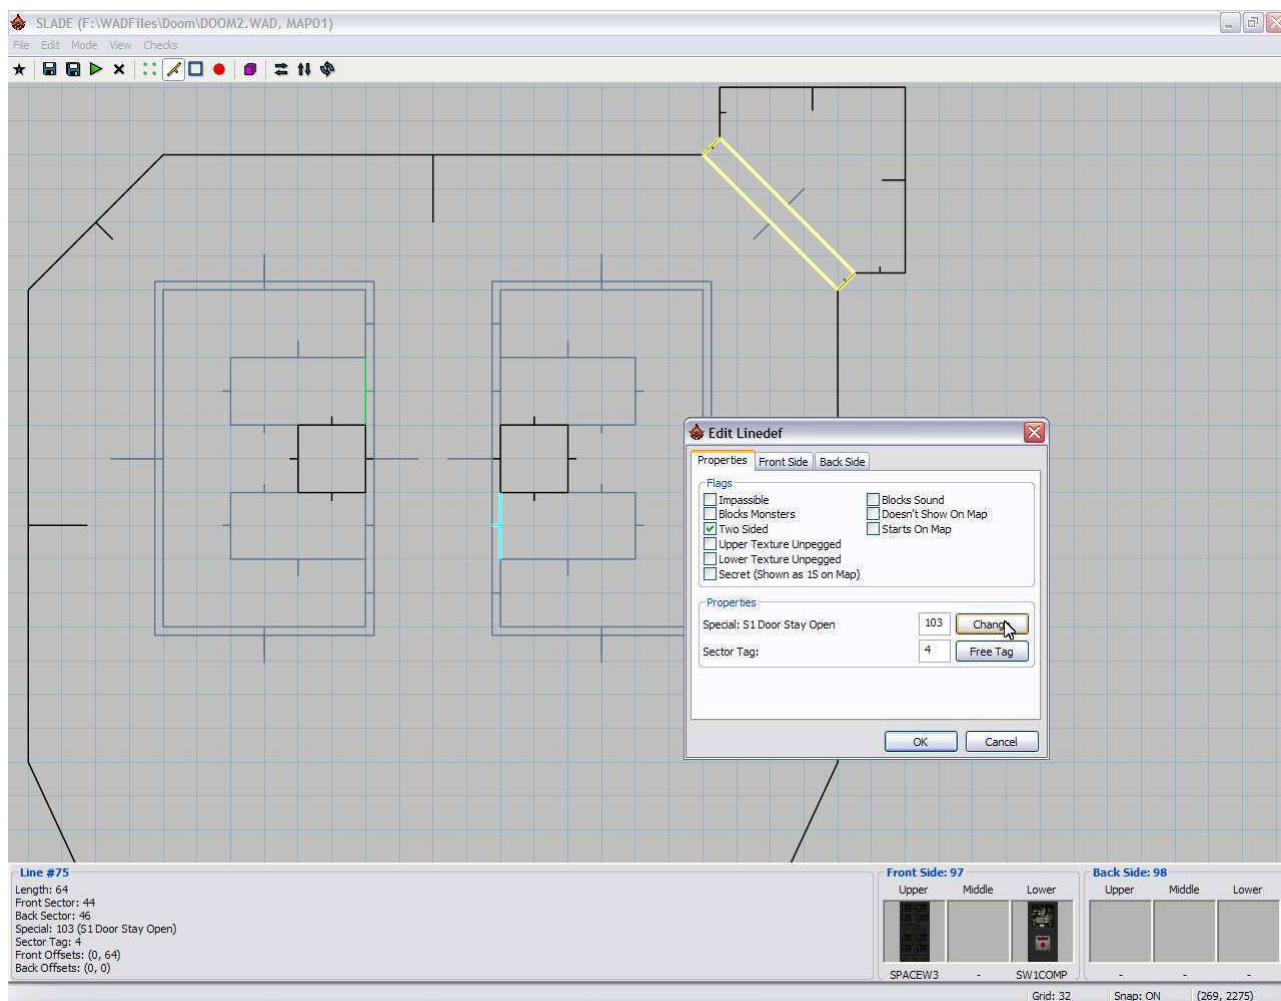 SLADE (F:\WADFiles\Doom\DOOM2.WAD, MAP01)
File Edit Mode View Checks
Edit Linedef
Properties Front Side Back Side
Flags
Impassible
Blocks Monsters
Two Sided
Upper Texture Unpegged
Lower Texture Unpegged
Secret (Shown as 1S on Map)
Blocks Sound
Doesn't Show On Map
Starts On Map
Properties
Special: S1 Door Stay Open 103 Chang
Sector Tag: 4 Free Tag
OK Cancel
Line #75
Length: 64
Front Sector: 44
Back Sector: 46
Special: 103 (S1 Door Stay Open)
Sector Tag: 4
Front Offsets: (0, 64)
Back Offsets: (0, 0)
Front Side: 97
Upper Middle Lower
SPACEW3 - SW1COMP
Back Side: 98
Upper Middle Lower
- - -
Grid: 32 Snap: ON (269, 2275)